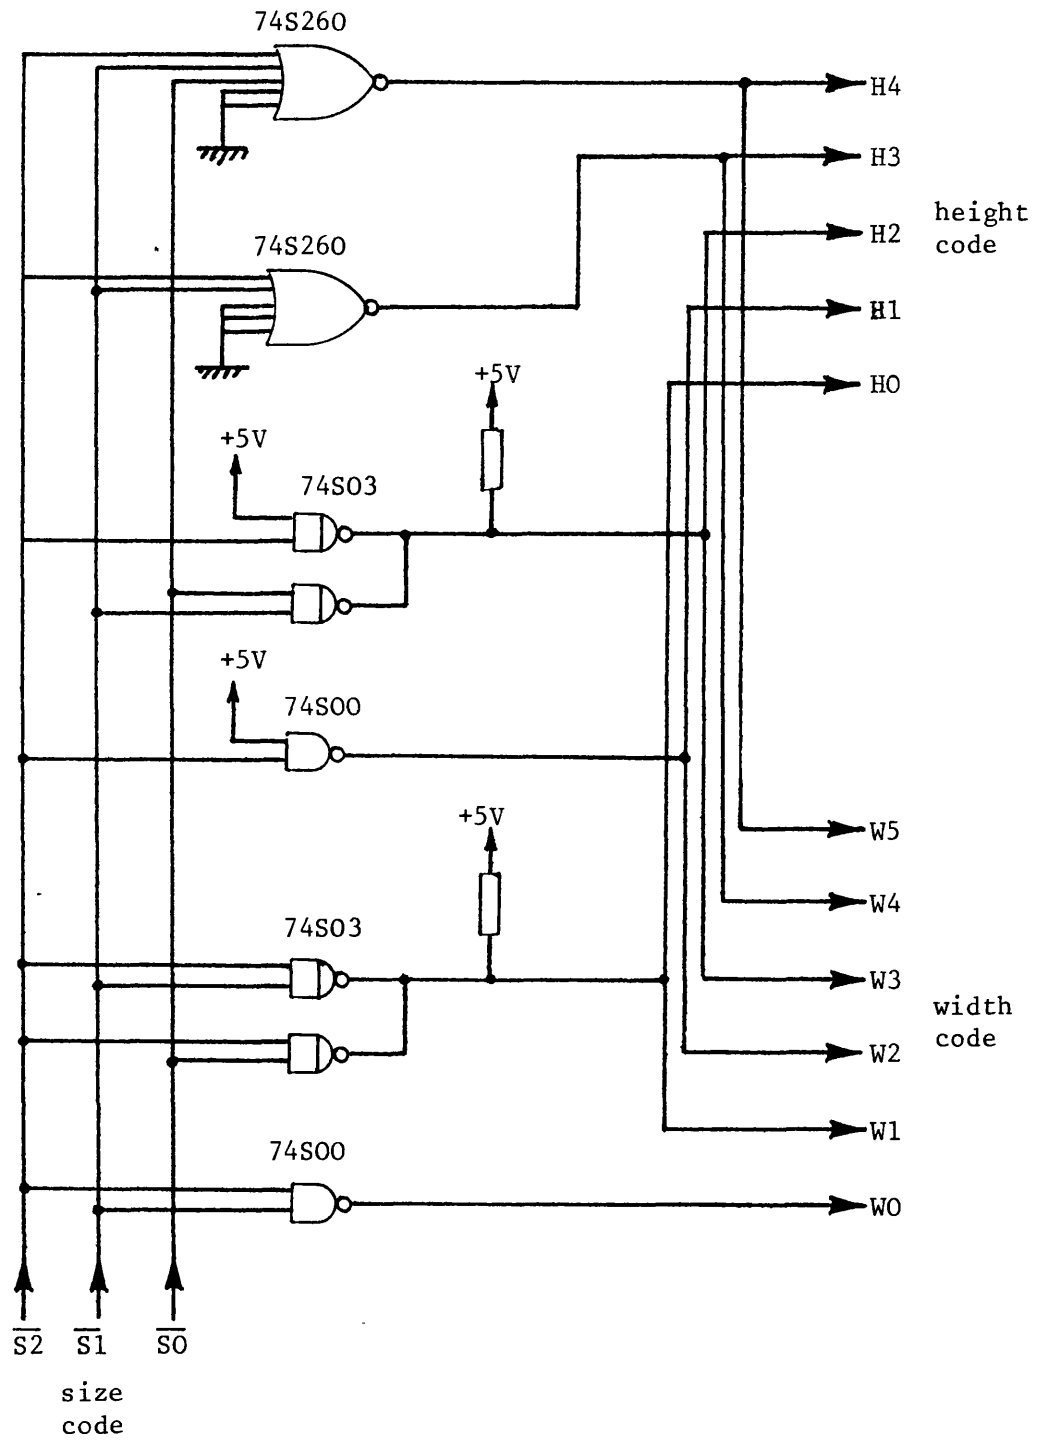 74S260
H4
H3
height
code
74S260
H2
H1
+5V
H0
+5V
74S03
+5V
74S00
+5V
W5
W4
74S03
W3
width
code
W2
W1
74S00
W0
S2 S1 S0
size
code